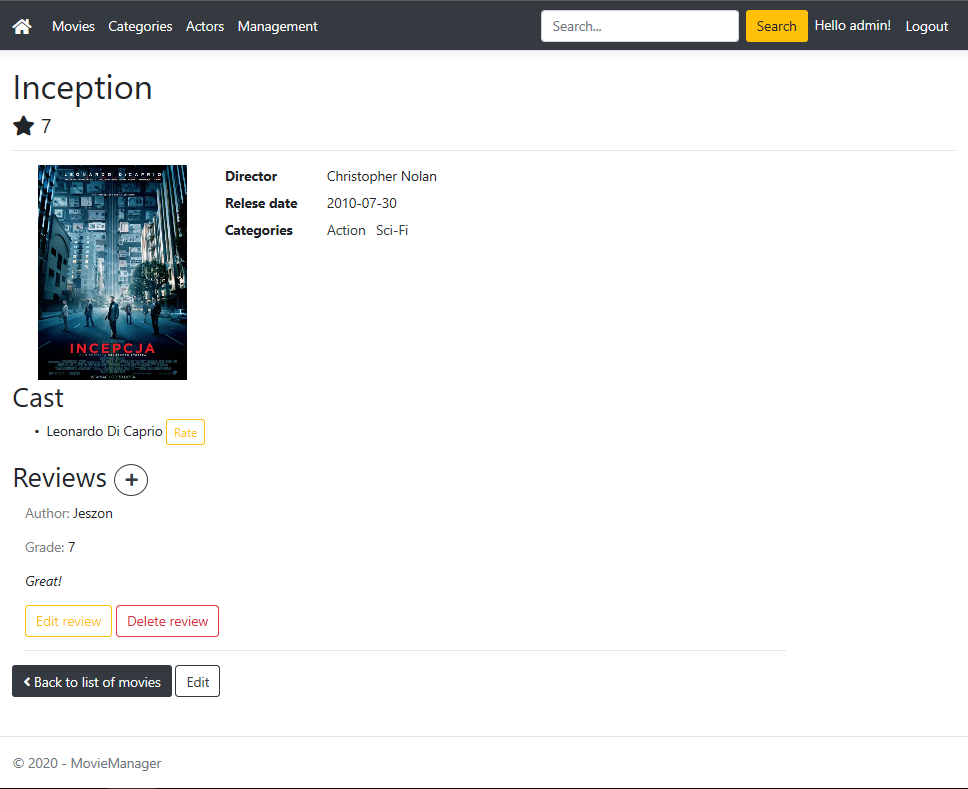 Movies Categories Actors Management Search... Search Hello admin! Logout
Inception
7
LEONARDO DICAPRIO
INCEPCJA
Director Christopher Nolan
Relese date 2010-07-30
Categories Action Sci-Fi
Cast
• Leonardo Di Caprio Rate
Reviews +
Author: Jeszon
Grade: 7
Great!
Edit review Delete review
Back to list of movies Edit
© 2020 - MovieManager